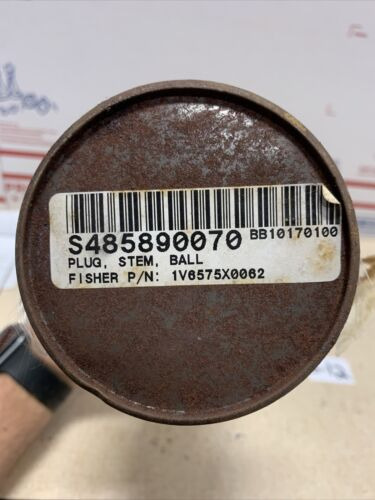 S485890070 BB10170100
PLUG, STEM, BALL
FISHER P/N: 1V6575X0062